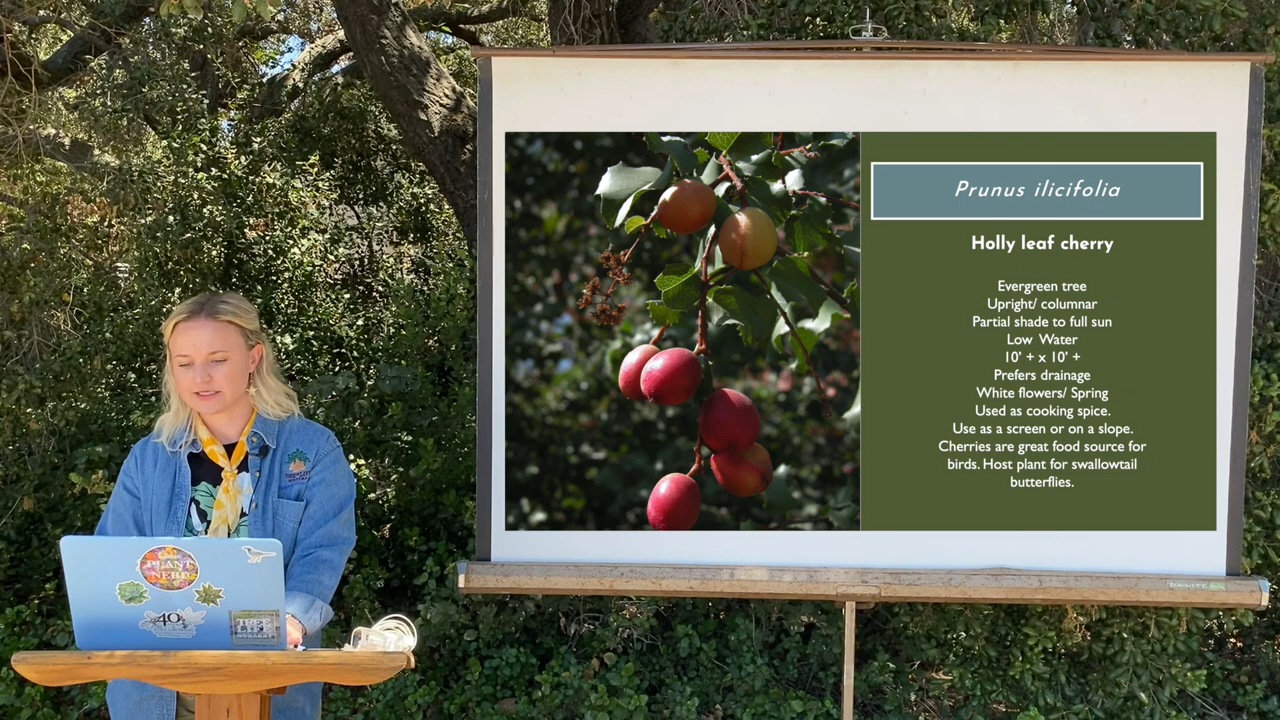 Prunus ilicifolia
Holly leaf cherry
Evergreen tree
Upright/ columnar
Partial shade to full sun
Low Water
10' + x 10' +
Prefers drainage
White flowers/ Spring
Used as cooking spice.
Use as a screen or on a slope.
Cherries are great food source for
birds. Host plant for swallowtail
butterflies.
PLANT
NERD
40
TREE